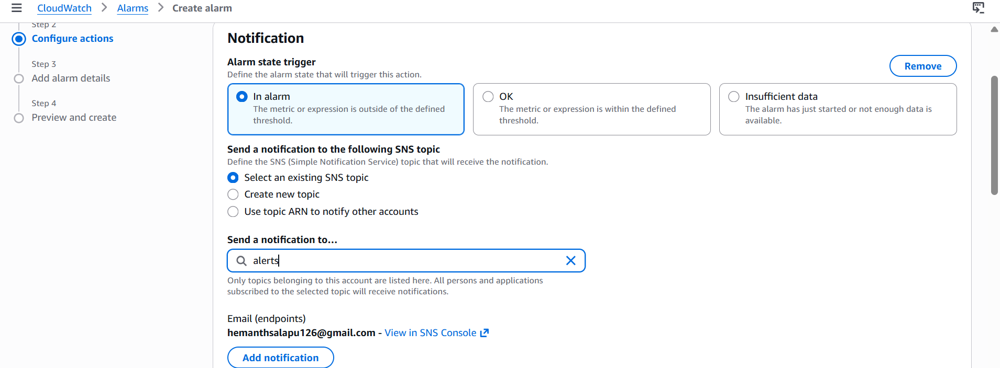 CloudWatch > Alarms > Create alarm
Step 2
Configure actions
Step 3
Add alarm details
Step 4
Preview and create
Notification
Alarm state trigger
Define the alarm state that will trigger this action.
Remove
In alarm
The metric or expression is outside of the defined
threshold.
OK
The metric or expression is within the defined
threshold.
Insufficient data
The alarm has just started or not enough data is
available.
Send a notification to the following SNS topic
Define the SNS (Simple Notification Service) topic that will receive the notification.
Select an existing SNS topic
Create new topic
Use topic ARN to notify other accounts
Send a notification to…
alerts
Only topics belonging to this account are listed here. All persons and applications
subscribed to the selected topic will receive notifications.
Email (endpoints)
hemanthsalapu126@gmail.com - View in SNS Console
Add notification